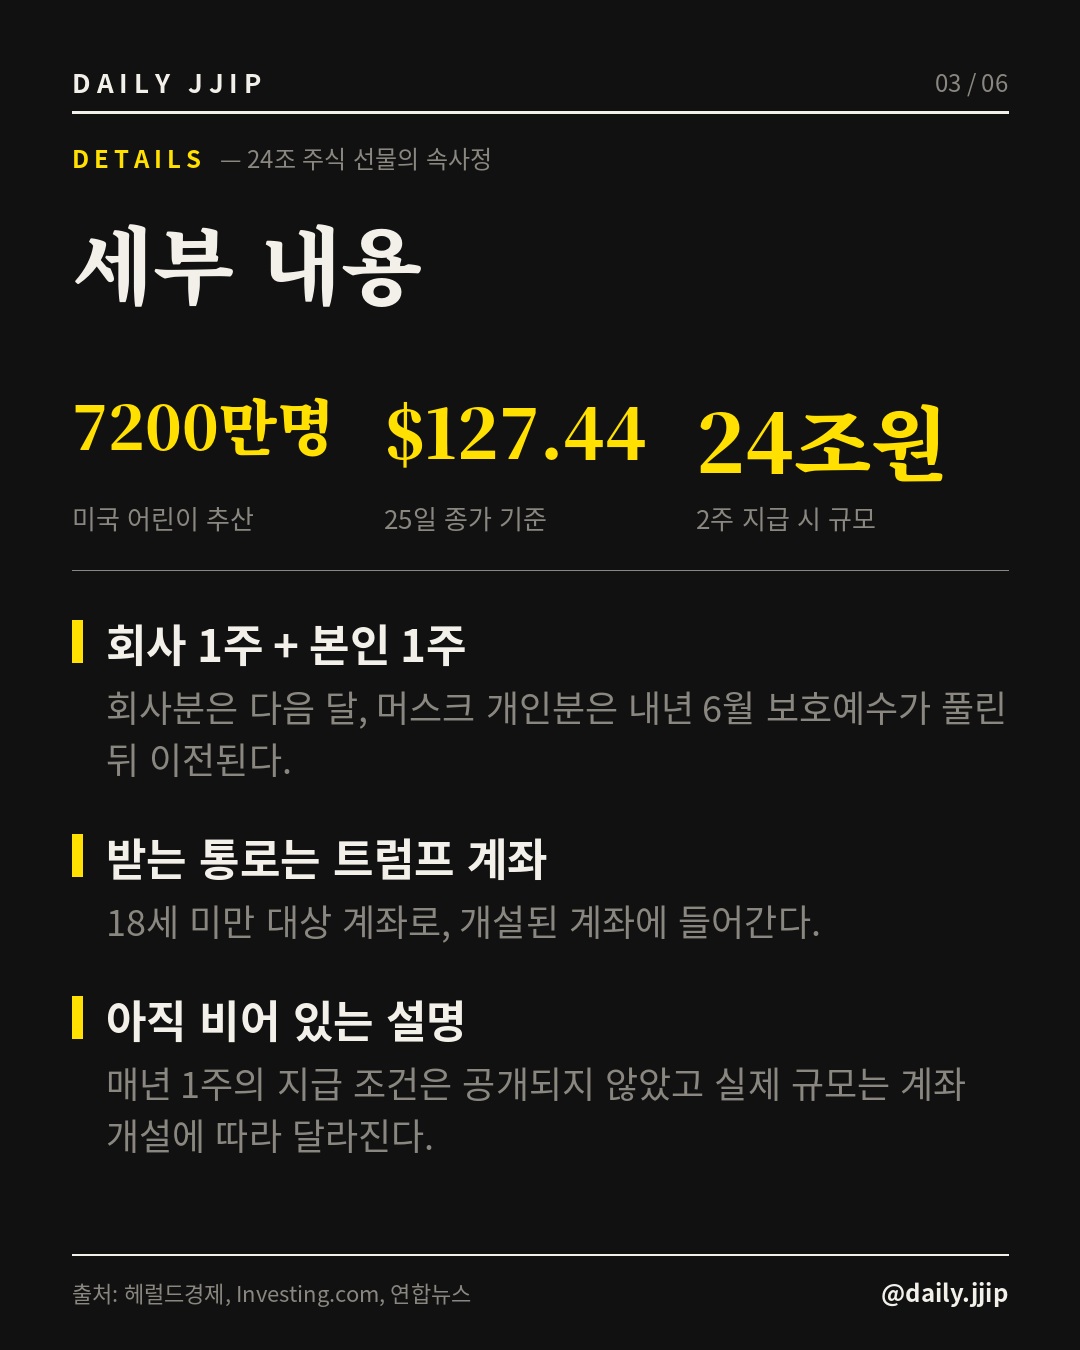 DAILY JJIP
03 / 06
DETAILS — 24조 주식 선물의 속사정
세부 내용
7200만명 $127.44 24조원
미국 어린이 추산 25일 종가 기준 2주 지급 시 규모
회사 1주 + 본인 1주
회사분은 다음 달, 머스크 개인분은 내년 6월 보호예수가 풀린
뒤 이전된다.
받는 통로는 트럼프 계좌
18세 미만 대상 계좌로, 개설된 계좌에 들어간다.
아직 비어 있는 설명
매년 1주의 지급 조건은 공개되지 않았고 실제 규모는 계좌
개설에 따라 달라진다.
출처: 헤럴드경제, Investing.com, 연합뉴스
@daily.jjip